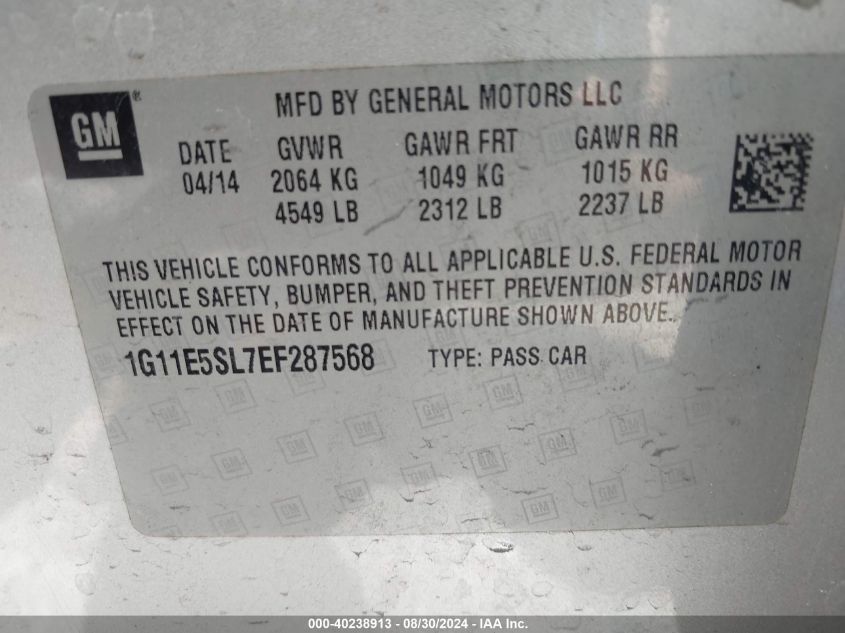 GM®
MFD BY GENERAL MOTORS LLC
DATE GVWR GAWR FRT GAWR RR
04/14 2064 KG 1049 KG 1015 KG
4549 LB 2312 LB 2237 LB
THIS VEHICLE CONFORMS TO ALL APPLICABLE U.S. FEDERAL MOTOR
VEHICLE SAFETY, BUMPER, AND THEFT PREVENTION STANDARDS IN
EFFECT ON THE DATE OF MANUFACTURE SHOWN ABOVE.
1G11E5SL7EF287568 TYPE: PASS CAR
000-40238913 - 08/30/2024 - IAA Inc.